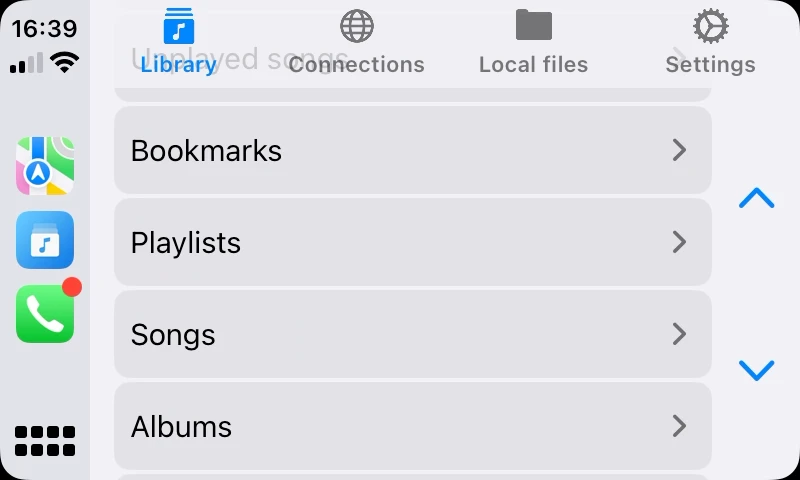 16:39
Library
Connections
Local files
Settings
Unplayed songs
Bookmarks
Playlists
Songs
Albums